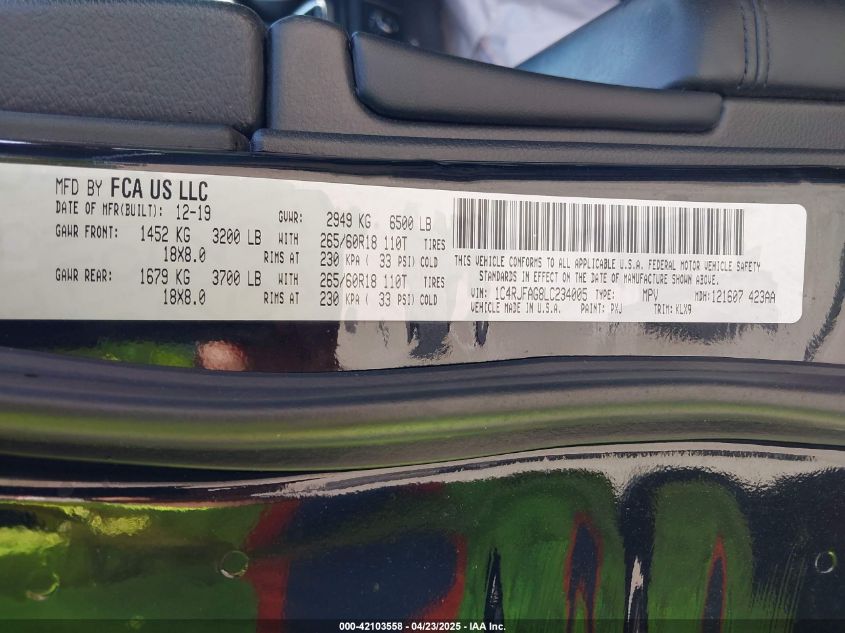 MFD BY FCA US LLC
DATE OF MFR(BUILT): 12-19 GVWR: 2949 KG 6500 LB
GAWR FRONT: 1452 KG 3200 LB WITH 265/60R18 110T TIRES
18X8.0 RIMS AT 230 KPA ( 33 PSI) COLD
GAWR REAR: 1679 KG 3700 LB WITH 265/60R18 110T TIRES
18X8.0 RIMS AT 230 KPA ( 33 PSI) COLD
THIS VEHICLE CONFORMS TO ALL APPLICABLE U.S.A. FEDERAL MOTOR VEHICLE SAFETY
STANDARDS IN EFFECT ON THE DATE OF MANUFACTURE SHOWN ABOVE.
VIN: 1C4RJFAG8LC234005 TYPE: MPV MDH:121607 423AA
VEHICLE MADE IN U.S.A. PAINT: PXJ TRIM: KLX9
000-42103558 - 04/23/2025 - IAA Inc.